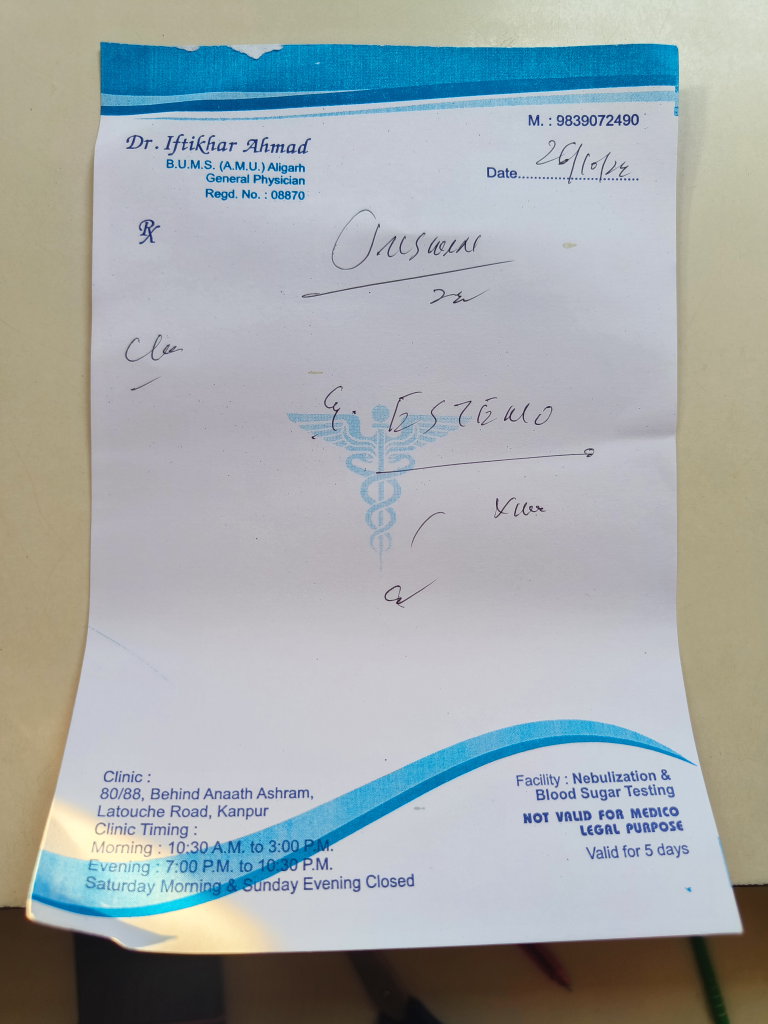 M. : 9839072490
Dr. Iftikhar Ahmad
B.U.M.S. (A.M.U.) Aligarh
General Physician
Regd. No. : 08870
Date 26/10/24
Rx
ESTEMO
Clinic :
80/88, Behind Anaath Ashram,
Latouche Road, Kanpur
Clinic Timing :
Morning : 10:30 A.M. to 3:00 P.M.
Evening : 7:00 P.M. to 10:30 P.M.
Saturday Morning & Sunday Evening Closed
Facility : Nebulization &
Blood Sugar Testing
NOT VALID FOR MEDICO
LEGAL PURPOSE
Valid for 5 days